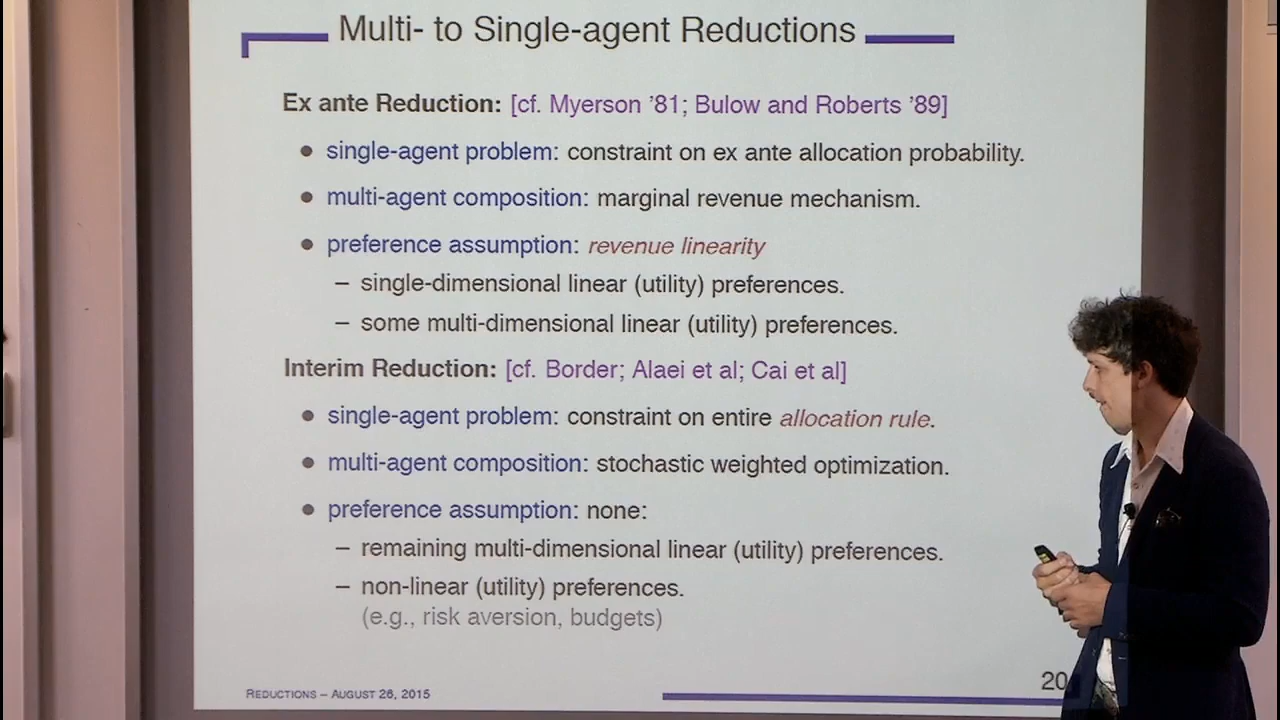 Multi- to Single-agent Reductions
Ex ante Reduction: [cf. Myerson ’81; Bulow and Roberts ’89]
● single-agent problem: constraint on ex ante allocation probability.
● multi-agent composition: marginal revenue mechanism.
● preference assumption: revenue linearity
– single-dimensional linear (utility) preferences.
– some multi-dimensional linear (utility) preferences.
Interim Reduction: [cf. Border; Alaei et al; Cai et al]
● single-agent problem: constraint on entire allocation rule.
● multi-agent composition: stochastic weighted optimization.
● preference assumption: none:
– remaining multi-dimensional linear (utility) preferences.
– non-linear (utility) preferences.
(e.g., risk aversion, budgets)
REDUCTIONS – AUGUST 26, 2015
20